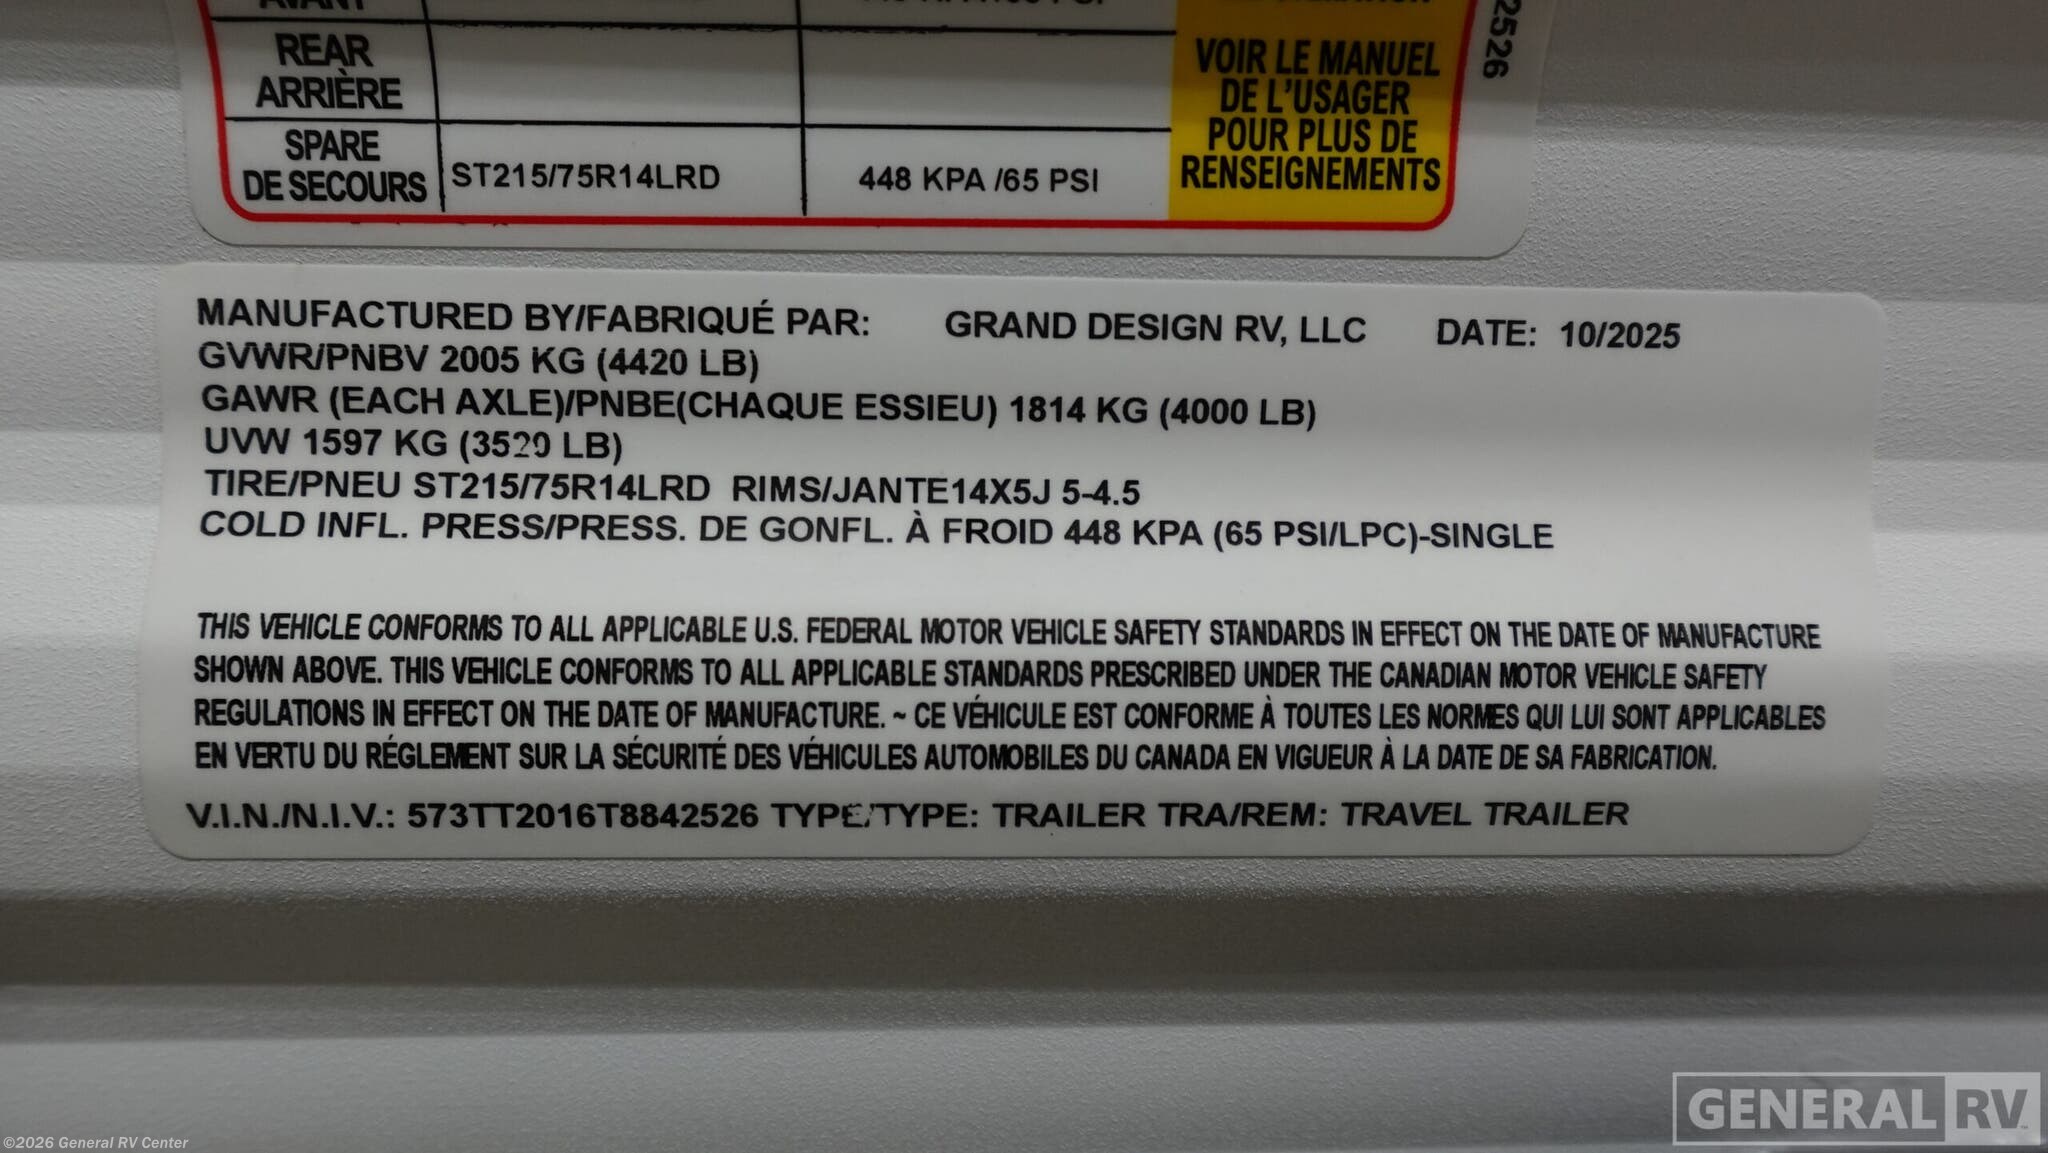 REAR
ARRIÈRE
SPARE
DE SECOURS
ST215/75R14LRD
448 KPA /65 PSI
VOIR LE MANUEL
DE L'USAGER
POUR PLUS DE
RENSEIGNEMENTS
2526
MANUFACTURED BY/FABRIQUÉ PAR: GRAND DESIGN RV, LLC DATE: 10/2025
GVWR/PNBV 2005 KG (4420 LB)
GAWR (EACH AXLE)/PNBE(CHAQUE ESSIEU) 1814 KG (4000 LB)
UVW 1597 KG (3520 LB)
TIRE/PNEU ST215/75R14LRD RIMS/JANTE14X5J 5-4.5
COLD INFL. PRESS/PRESS. DE GONFL. À FROID 448 KPA (65 PSI/LPC)-SINGLE
THIS VEHICLE CONFORMS TO ALL APPLICABLE U.S. FEDERAL MOTOR VEHICLE SAFETY STANDARDS IN EFFECT ON THE DATE OF MANUFACTURE
SHOWN ABOVE. THIS VEHICLE CONFORMS TO ALL APPLICABLE STANDARDS PRESCRIBED UNDER THE CANADIAN MOTOR VEHICLE SAFETY
REGULATIONS IN EFFECT ON THE DATE OF MANUFACTURE. ~ CE VÉHICULE EST CONFORME À TOUTES LES NORMES QUI LUI SONT APPLICABLES
EN VERTU DU RÉGLEMENT SUR LA SÉCURITÉ DES VÉHICULES AUTOMOBILES DU CANADA EN VIGUEUR À LA DATE DE SA FABRICATION.
V.I.N./N.I.V.: 573TT2016T8842526 TYPE/TYPE: TRAILER TRA/REM: TRAVEL TRAILER
GENERAL RV
©2026 General RV Center